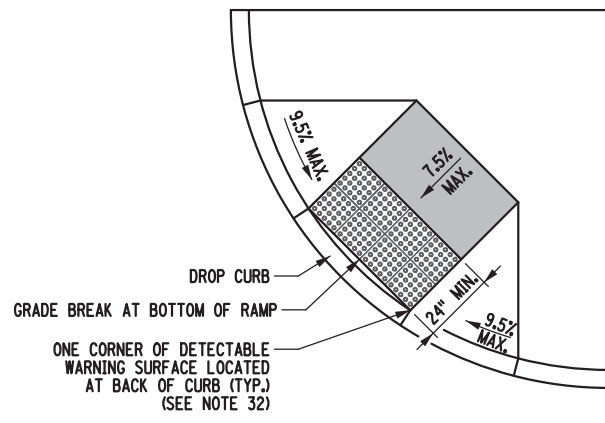 9.5% MAX.
7.5%
MAX.
DROP CURB
GRADE BREAK AT BOTTOM OF RAMP
24" MIN.
9.5%
MAX.
ONE CORNER OF DETECTABLE
WARNING SURFACE LOCATED
AT BACK OF CURB (TYP.)
(SEE NOTE 32)